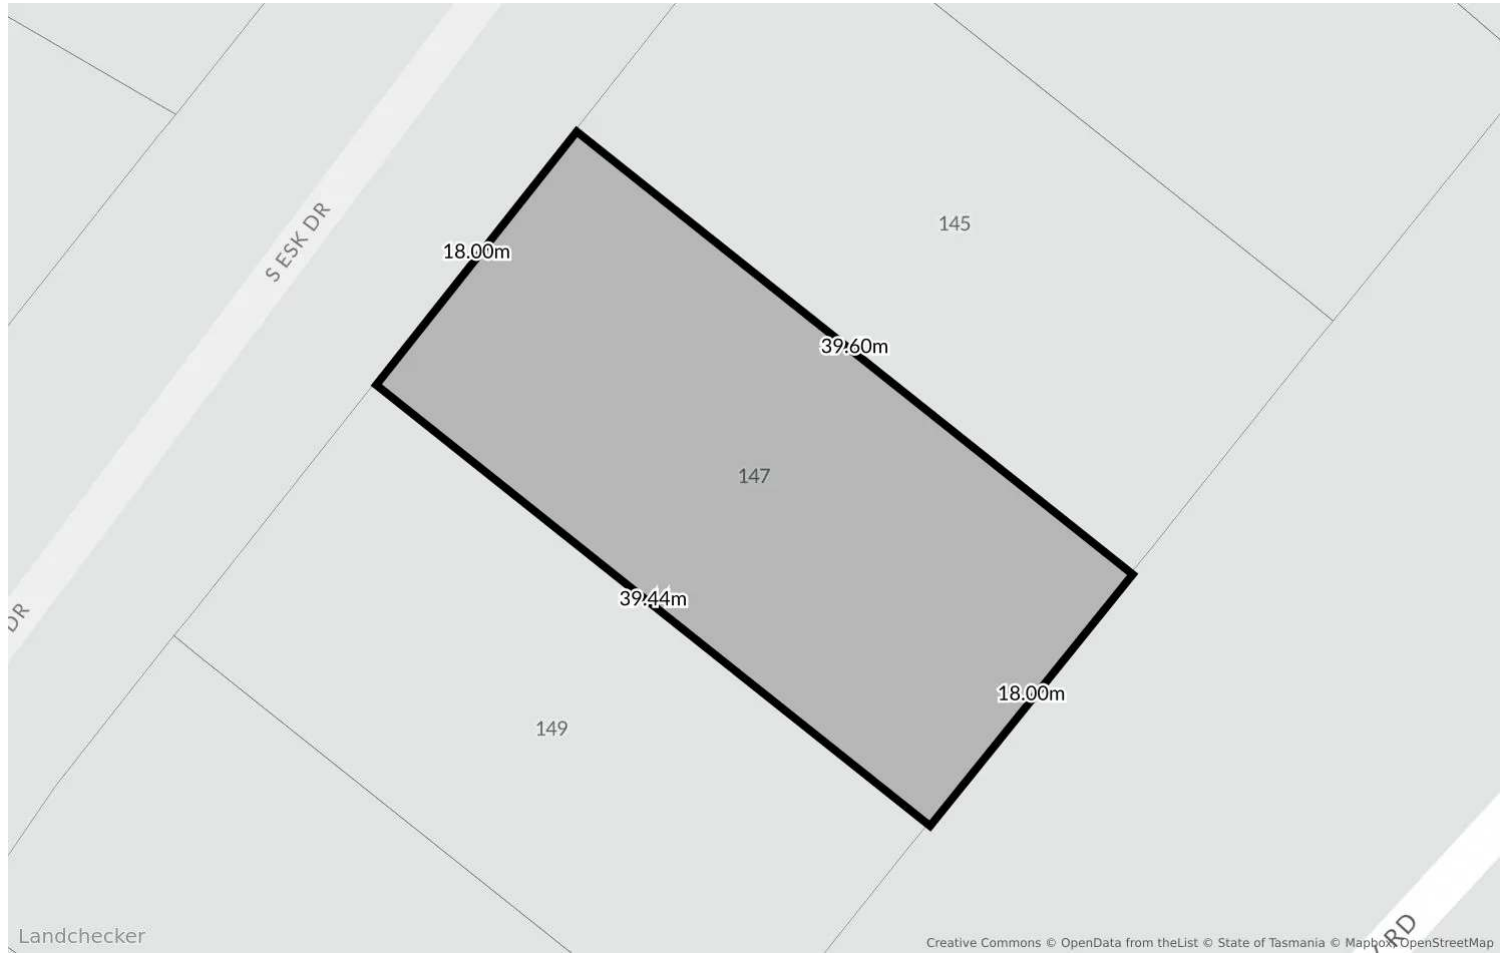 145
S ESK DR
18.00m
39.60m
147
39.44m
DR
18.00m
149
RD
Landchecker
Creative Commons © OpenData from theList © State of Tasmania © Mapbox, OpenStreetMap